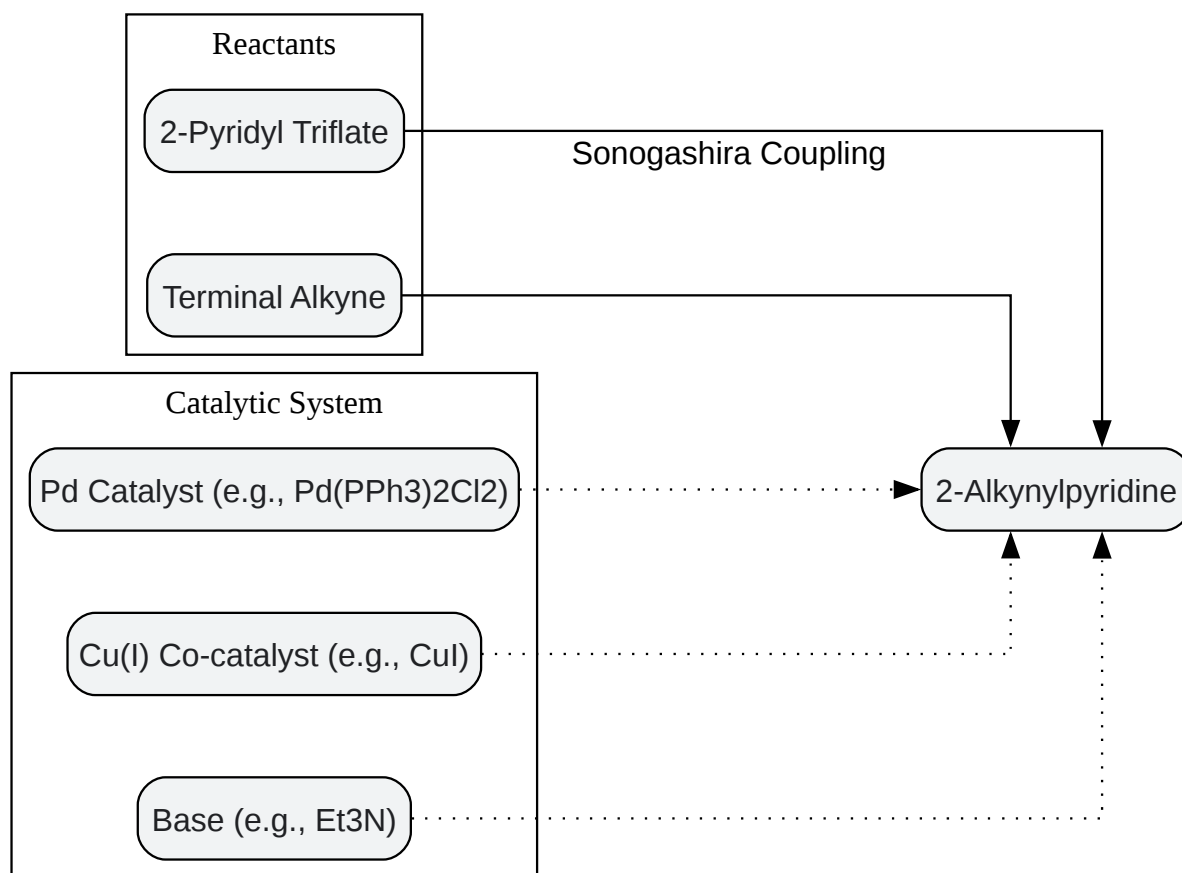 Reactants
2-Pyridyl Triflate
Sonogashira Coupling
Terminal Alkyne
Catalytic System
Pd Catalyst (e.g., Pd(PPh3)2Cl2)
2-Alkynylpyridine
Cu(I) Co-catalyst (e.g., CuI)
Base (e.g., Et3N)